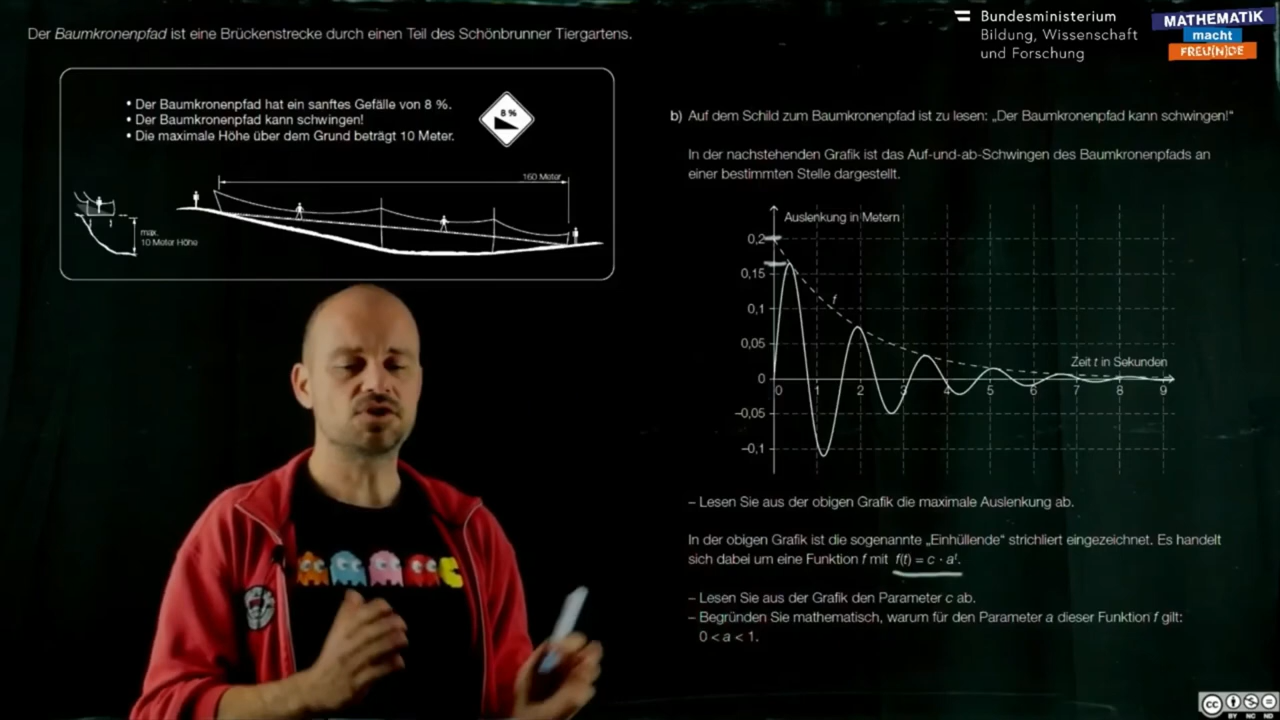 Der Baumkronenpfad ist eine Brückenstrecke durch einen Teil des Schönbrunner Tiergartens.
Bundesministerium
Bildung, Wissenschaft
und Forschung
MATHEMATIK
macht
FREU(N)DE
• Der Baumkronenpfad hat ein sanftes Gefälle von 8 %.
• Der Baumkronenpfad kann schwingen!
• Die maximale Höhe über dem Grund beträgt 10 Meter.
8 %
160 Meter
max.
10 Meter Höhe
b) Auf dem Schild zum Baumkronenpfad ist zu lesen: „Der Baumkronenpfad kann schwingen!“
In der nachstehenden Grafik ist das Auf-und-ab-Schwingen des Baumkronenpfads an
einer bestimmten Stelle dargestellt.
Auslenkung in Metern
0,2
0,15
0,1
0,05
0
-0,05
-0,1
f
Zeit t in Sekunden
0 1 2 3 4 5 6 7 8 9
– Lesen Sie aus der obigen Grafik die maximale Auslenkung ab.
In der obigen Grafik ist die sogenannte „Einhüllende“ strichliert eingezeichnet. Es handelt
sich dabei um eine Funktion f mit f(t) = c · aᵗ.
– Lesen Sie aus der Grafik den Parameter c ab.
– Begründen Sie mathematisch, warum für den Parameter a dieser Funktion f gilt:
0 < a < 1.
CC
BY NC ND